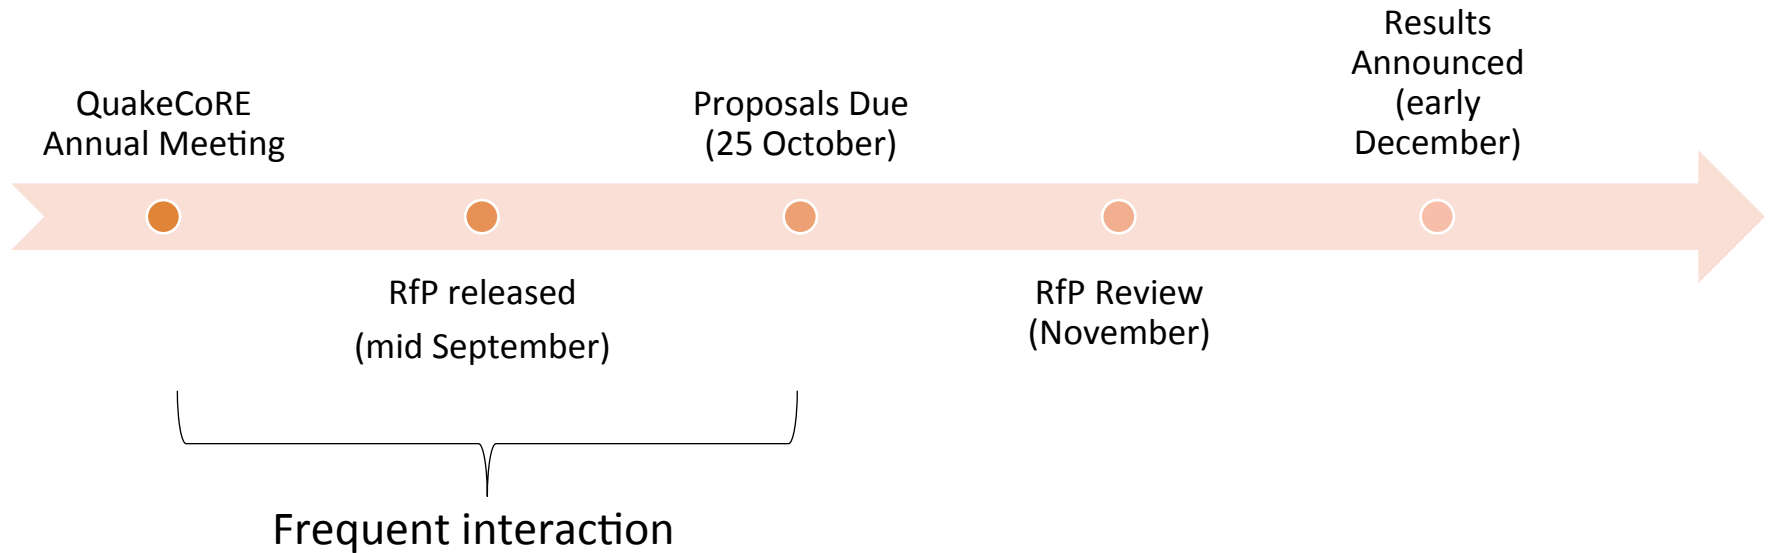 QuakeCoRE
Annual Meeting
RfP released
(mid September)
Proposals Due
(25 October)
RfP Review
(November)
Results
Announced
(early
December)
Frequent interaction